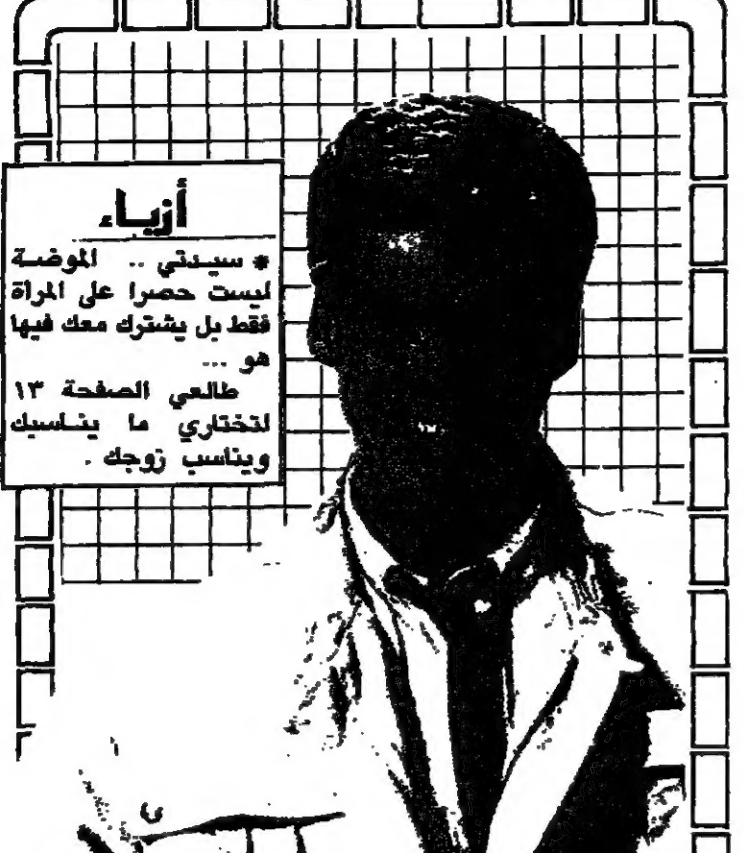 أزياء
* سيدتي .. الموضة
ليست حصرا على المرأة
فقط بل يشترك معك فيها
هو ...
طالعي الصفحة ١٣
لتختاري ما يناسبك
ويناسب زوجك .